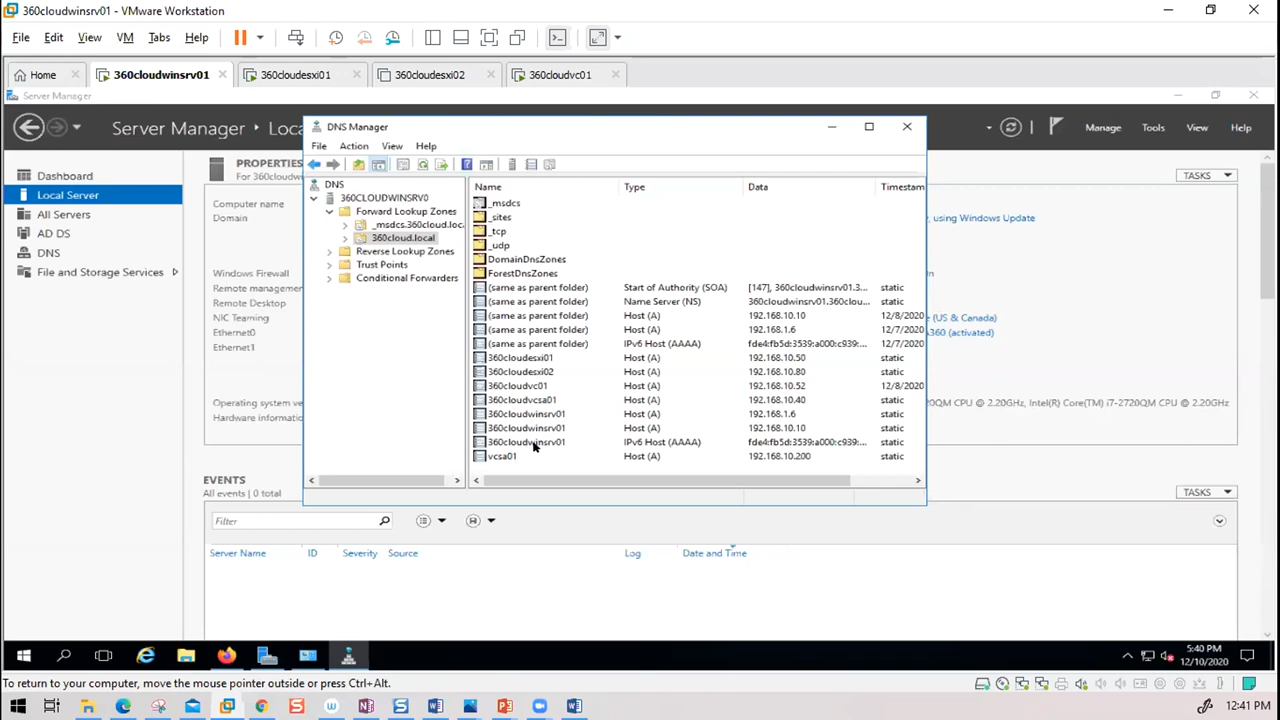 360cloudwinsrv01 - VMware Workstation
File Edit View VM Tabs Help
Home 360cloudwinsrv01 360cloudesxi01 360cloudesxi02 360cloudvc01
Server Manager
Server Manager Loca Manage Tools View Help
Dashboard
Local Server
All Servers
AD DS
DNS
File and Storage Services
PROPERTIES
For 360cloudwinsrv01
TASKS
Computer name
Domain
using Windows Update
Windows Firewall
Remote management
Remote Desktop
NIC Teaming
(US & Canada)
Ethernet0
A360 (activated)
Ethernet1
Operating system ve
20QM CPU @ 2.20GHz, Intel(R) Core(TM) i7-2720QM CPU @ 2.20GHz
Hardware informati
DNS Manager
File Action View Help
DNS
360CLOUDWINSRV0
Forward Lookup Zones
_msdcs.360cloud.loc
360cloud.local
Reverse Lookup Zones
Trust Points
Conditional Forwarders
Name Type Data Timestam
_msdcs
_sites
_tcp
_udp
DomainDnsZones
ForestDnsZones
(same as parent folder) Start of Authority (SOA) [147], 360cloudwinsrv01.3... static
(same as parent folder) Name Server (NS) 360cloudwinsrv01.360clou... static
(same as parent folder) Host (A) 192.168.10.10 12/8/2020
(same as parent folder) Host (A) 192.168.1.6 12/7/2020
(same as parent folder) IPv6 Host (AAAA) fde4:fb5d:3539:a000:c939:... 12/7/2020
360cloudesxi01 Host (A) 192.168.10.50 static
360cloudesxi02 Host (A) 192.168.10.80 static
360cloudvc01 Host (A) 192.168.10.52 12/8/2020
360cloudvcsa01 Host (A) 192.168.10.40 static
360cloudwinsrv01 Host (A) 192.168.1.6 static
360cloudwinsrv01 Host (A) 192.168.10.10 static
360cloudwinsrv01 IPv6 Host (AAAA) fde4:fb5d:3539:a000:c939:... static
vcsa01 Host (A) 192.168.10.200 static
EVENTS
All events | 0 total
TASKS
Filter
Server Name ID Severity Source Log Date and Time
5:40 PM
12/10/2020
To return to your computer, move the mouse pointer outside or press Ctrl+Alt.
12:41 PM